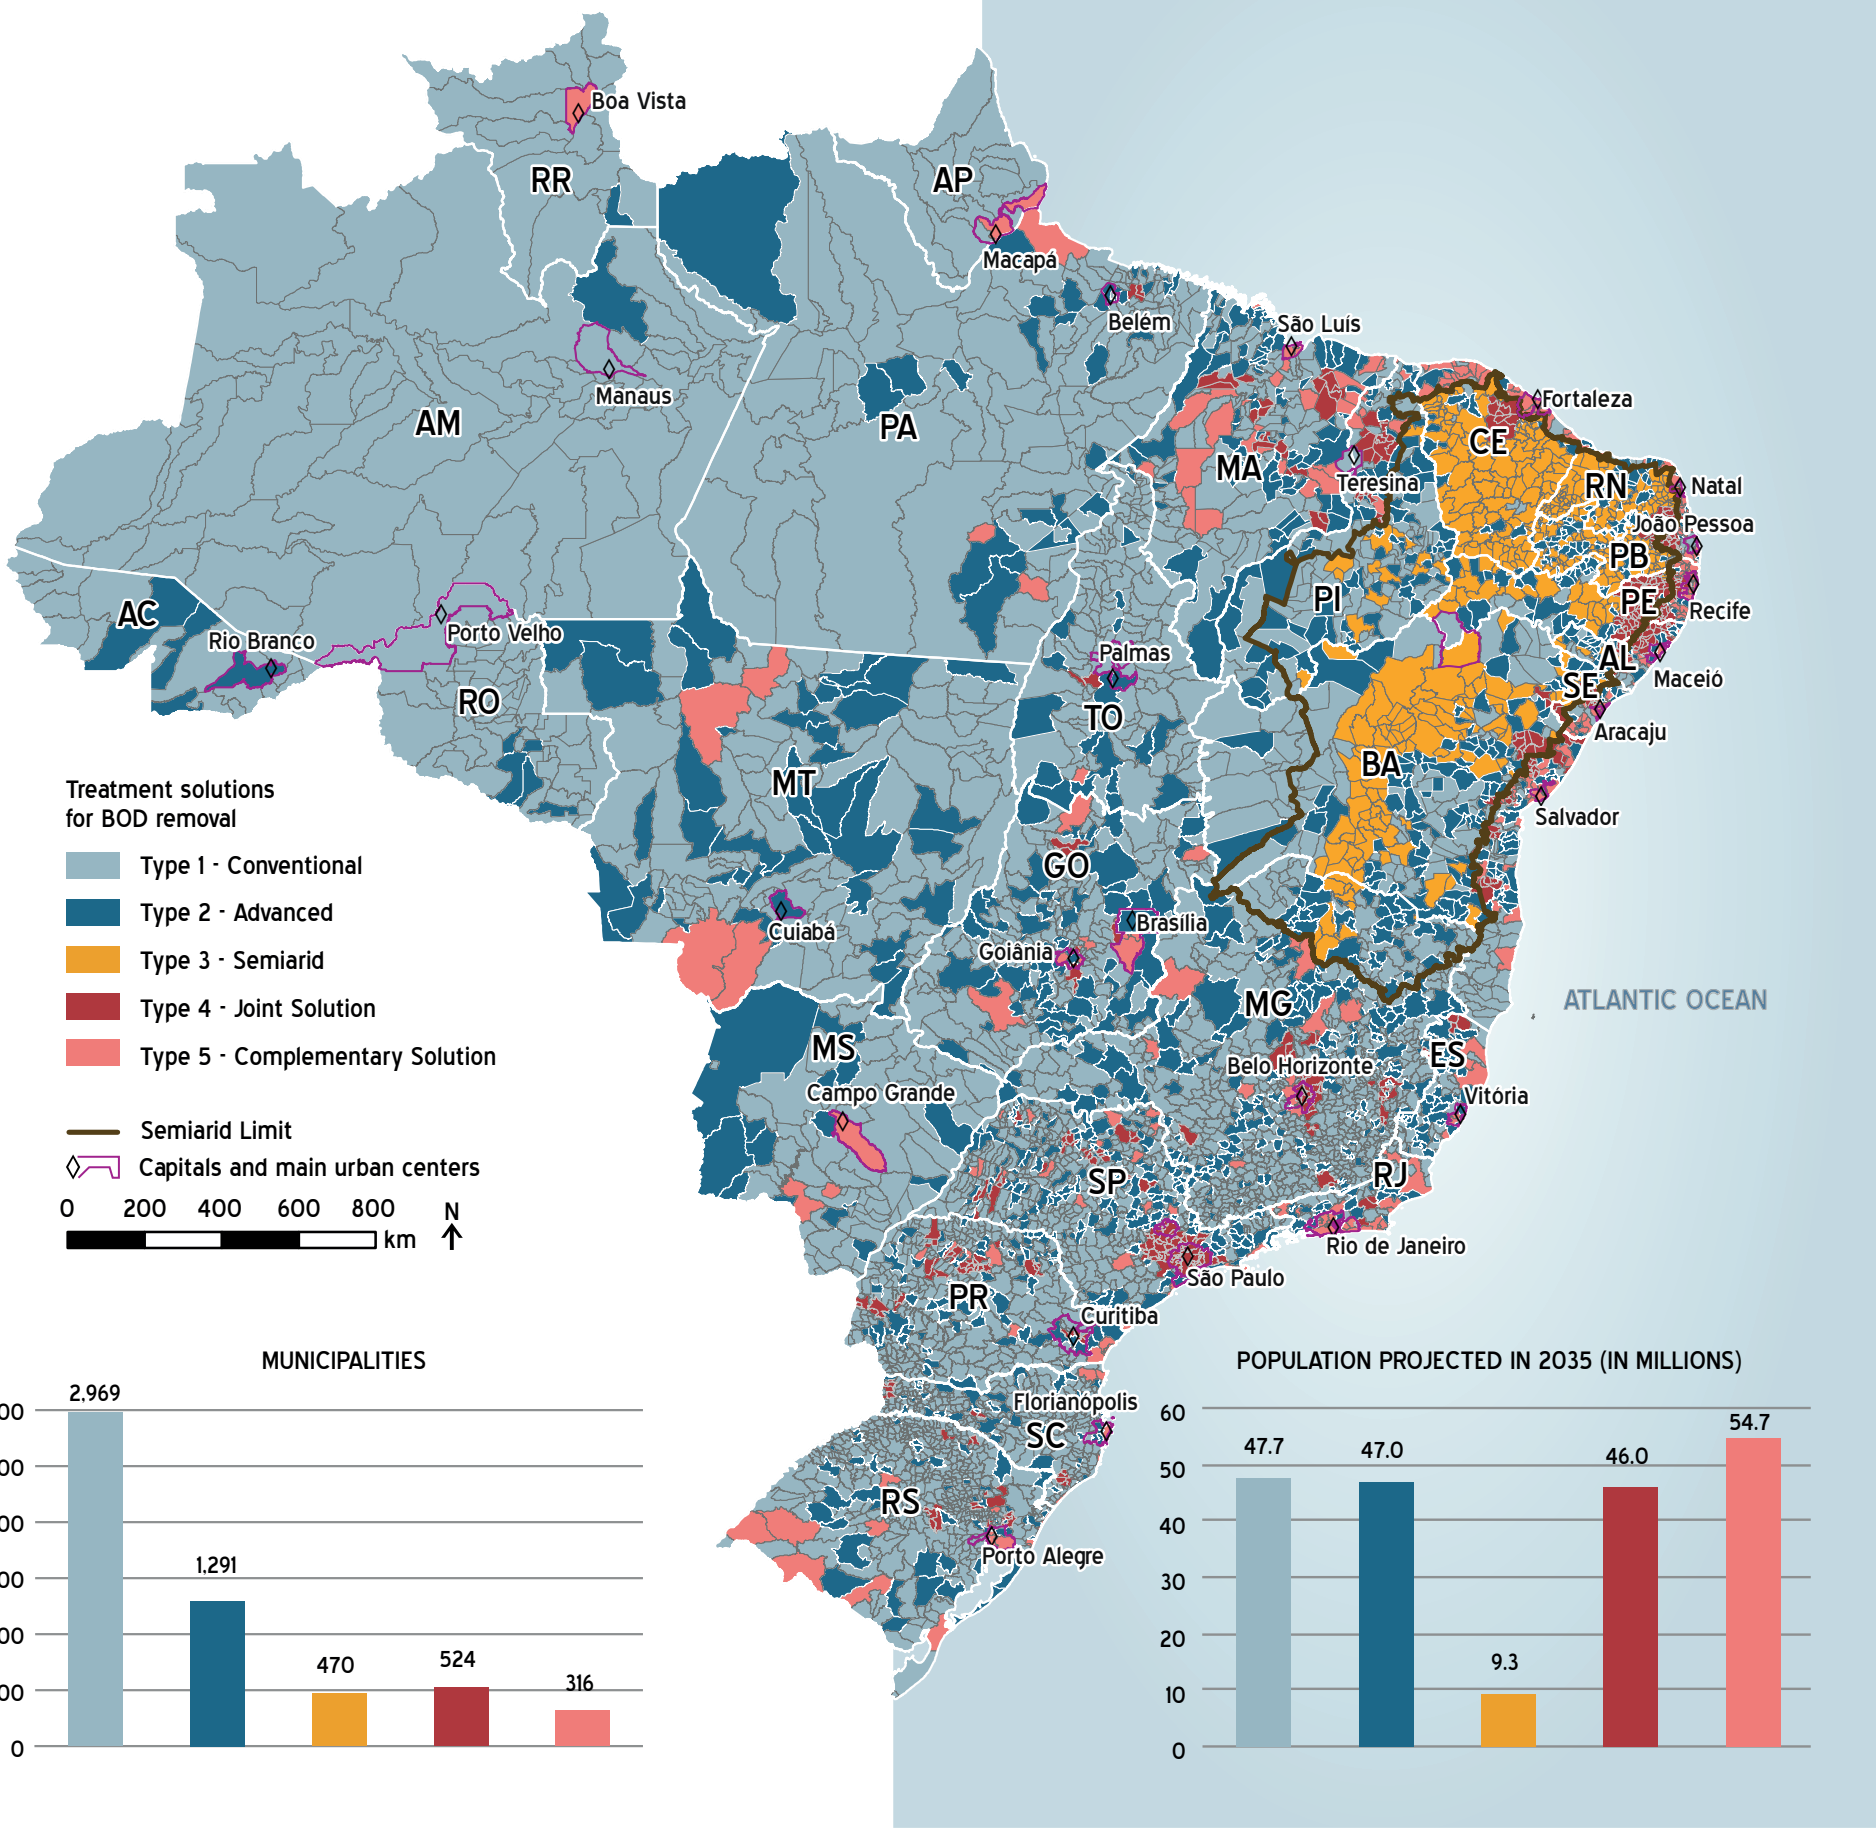 Boa Vista
RR
AP
Macapá
Belém
São Luís
Manaus
AM
PA
Fortaleza
CE
MA
Teresina
RN
Natal
João Pessoa
PB
PI
PE
Recife
AC
Rio Branco
Porto Velho
Palmas
AL
Maceió
SE
RO
TO
Aracaju
BA
MT
Salvador
GO
Cuiabá
Brasília
Goiânia
MG
ATLANTIC OCEAN
MS
ES
Belo Horizonte
Campo Grande
Vitória
SP
RJ
Rio de Janeiro
São Paulo
PR
Curitiba
Florianópolis
SC
RS
Porto Alegre
Treatment solutions
for BOD removal
Type 1 - Conventional
Type 2 - Advanced
Type 3 - Semiarid
Type 4 - Joint Solution
Type 5 - Complementary Solution
Semiarid Limit
Capitals and main urban centers
0 200 400 600 800
km
N
MUNICIPALITIES
2,969
1,291
470
524
316
00
00
00
00
00
00
0
POPULATION PROJECTED IN 2035 (IN MILLIONS)
60
50
40
30
20
10
0
47.7
47.0
9.3
46.0
54.7